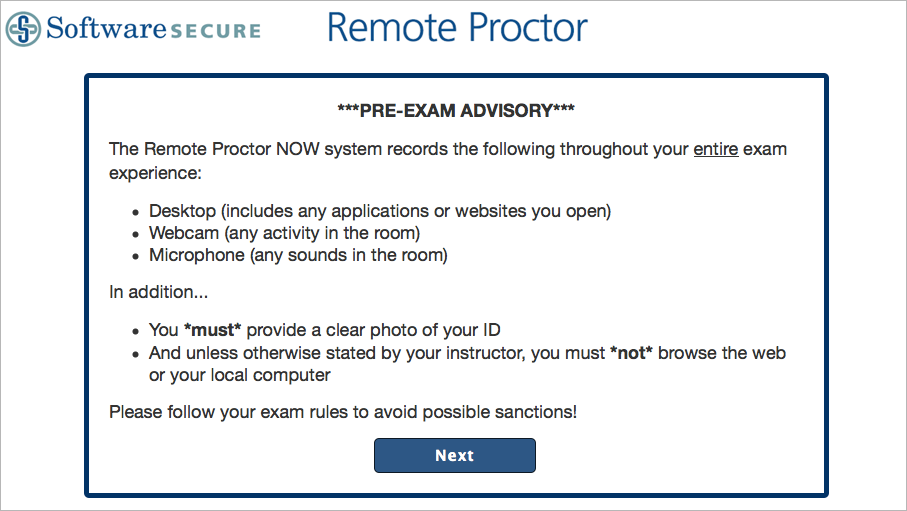 SoftwareSECURE
Remote Proctor
***PRE-EXAM ADVISORY***
The Remote Proctor NOW system records the following throughout your entire exam
experience:
• Desktop (includes any applications or websites you open)
• Webcam (any activity in the room)
• Microphone (any sounds in the room)
In addition...
• You *must* provide a clear photo of your ID
• And unless otherwise stated by your instructor, you must *not* browse the web
or your local computer
Please follow your exam rules to avoid possible sanctions!
Next